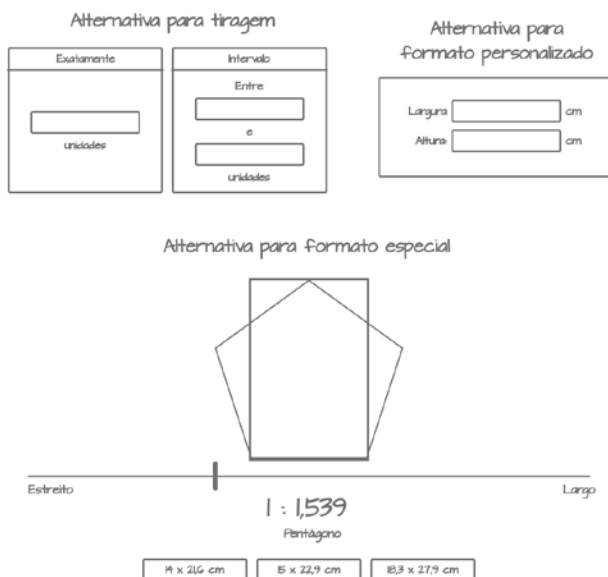 Alternativa para tiragem
Exatamente
unidades
Intervalo
Entre
e
unidades
Alternativa para
formato personalizado
Largura cm
Altura cm
Alternativa para formato especial
Estreito
Largo
1 : 1,539
Pentágono
14 x 21,6 cm
15 x 22,9 cm
18,3 x 27,9 cm